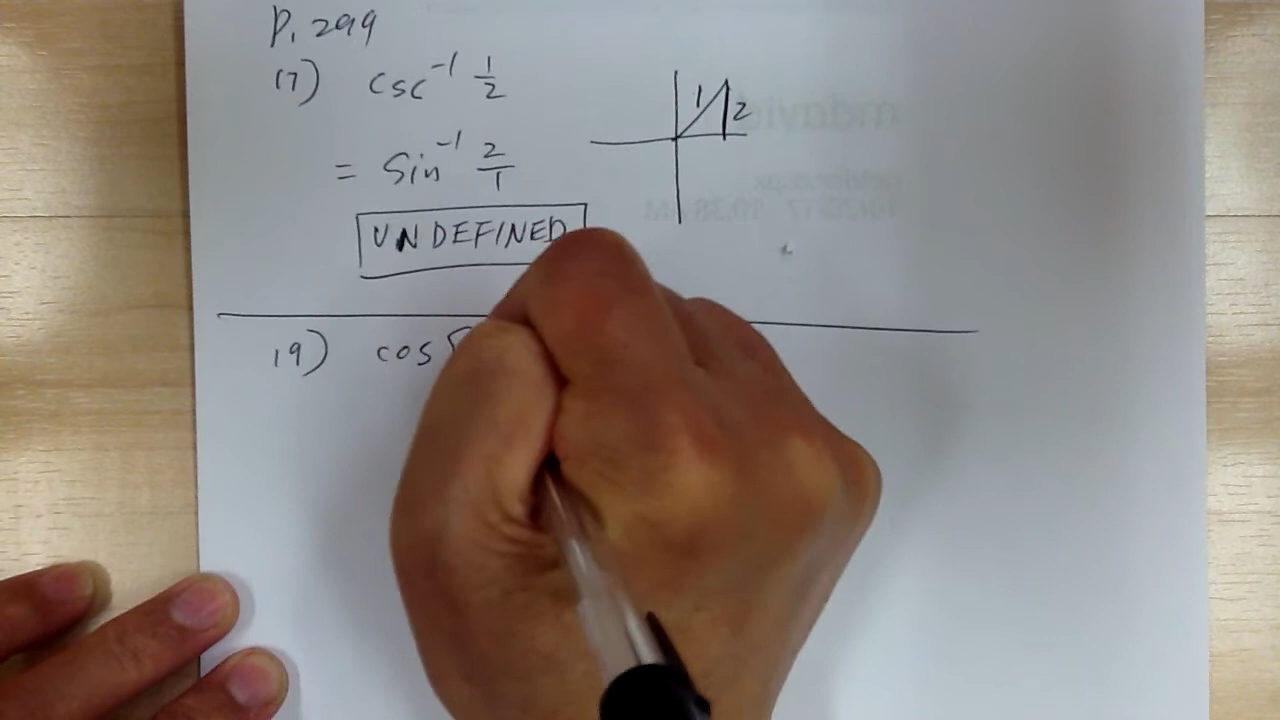 P. 299
17) csc⁻¹ 1/2
1 2
= sin⁻¹ 2/1
UNDEFINED
19) cos